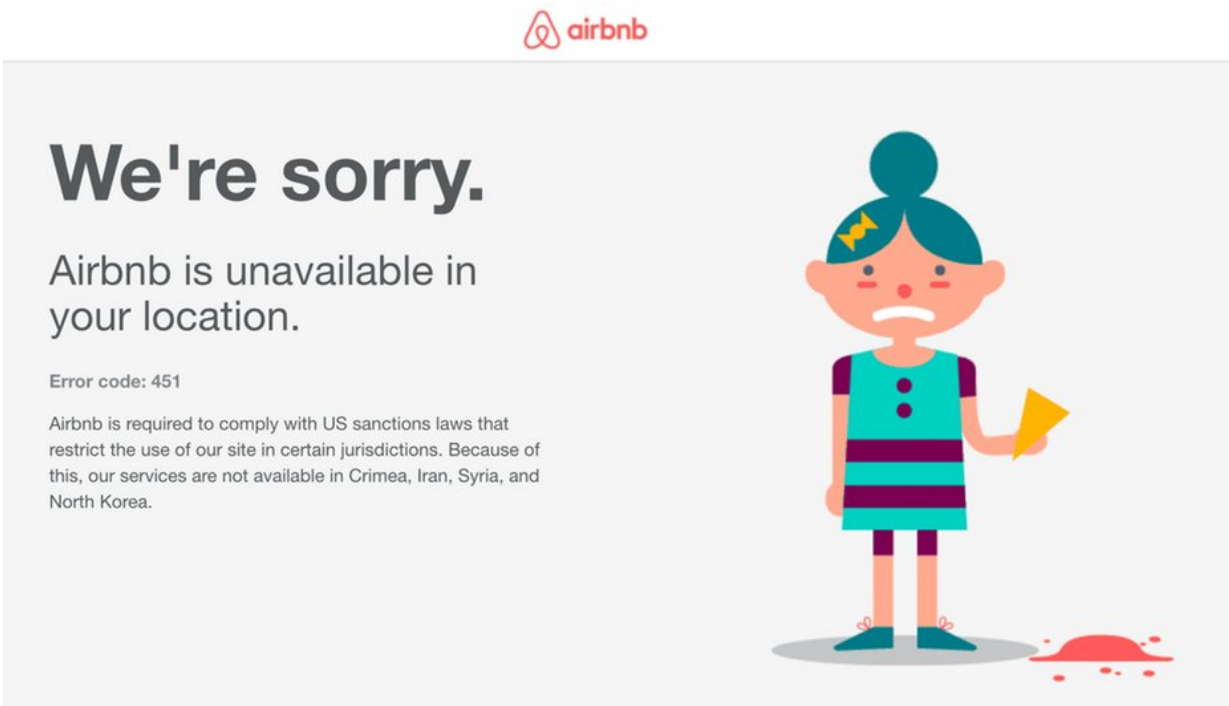 airbnb
We're sorry.
Airbnb is unavailable in
your location.
Error code: 451
Airbnb is required to comply with US sanctions laws that
restrict the use of our site in certain jurisdictions. Because of
this, our services are not available in Crimea, Iran, Syria, and
North Korea.